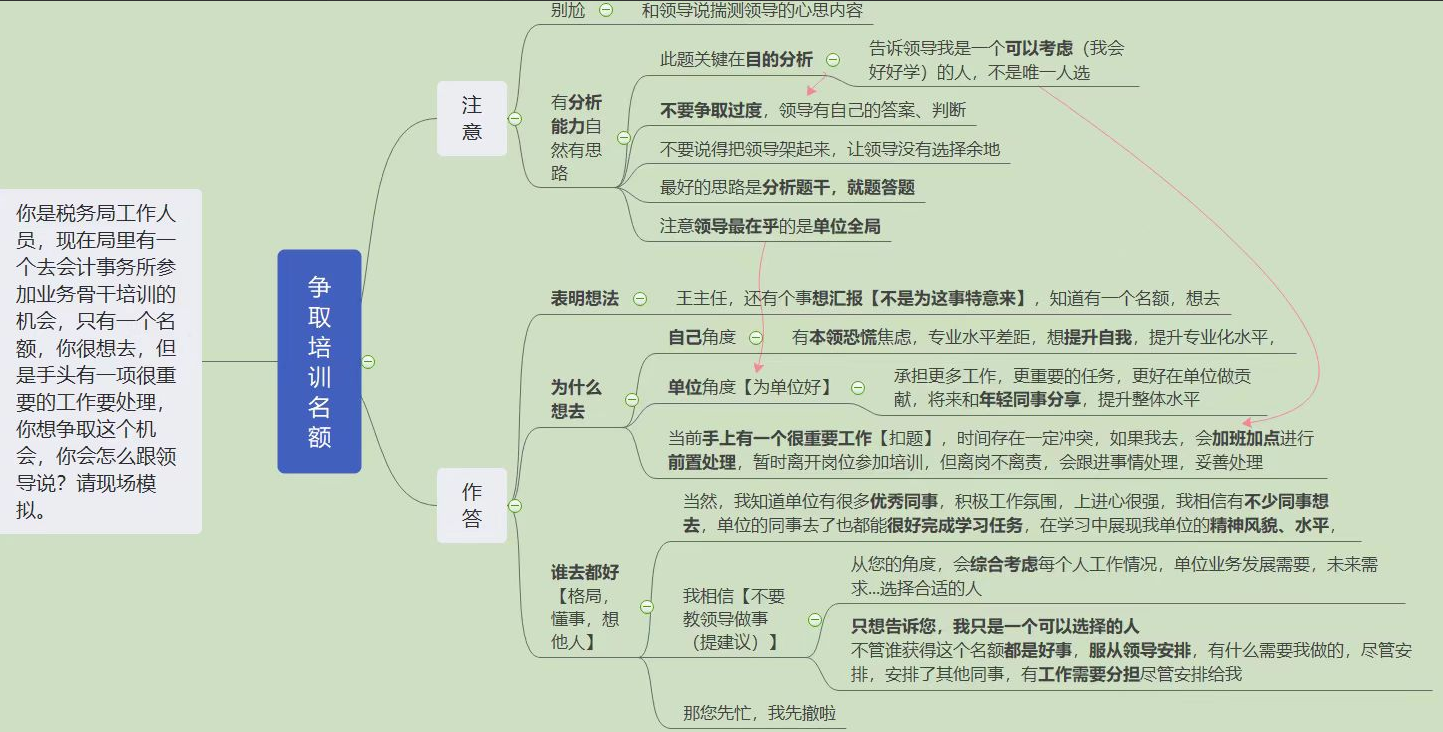 你是税务局工作人
员，现在局里有一
个去会计事务所参
加业务骨干培训的
机会，只有一个名
额，你很想去，但
是手头有一项很重
要的工作要处理，
你想争取这个机
会，你会怎么跟领
导说？请现场模
拟。
争
取
培
训
名
额
注
意
别尬
和领导说揣测领导的心思内容
有分析
能力自
然有思
路
此题关键在目的分析
告诉领导我是一个可以考虑（我会
好好学）的人，不是唯一人选
不要争取过度，领导有自己的答案、判断
不要说得把领导架起来，让领导没有选择余地
最好的思路是分析题干，就题答题
注意领导最在乎的是单位全局
作
答
表明想法
王主任，还有个事想汇报【不是为这事特意来】，知道有一个名额，想去
为什么
想去
自己角度
有本领恐慌焦虑，专业水平差距，想提升自我，提升专业化水平，
单位角度【为单位好】
承担更多工作，更重要的任务，更好在单位做贡
献，将来和年轻同事分享，提升整体水平
当前手上有一个很重要工作【扣题】，时间存在一定冲突，如果我去，会加班加点进行
前置处理，暂时离开岗位参加培训，但离岗不离责，会跟进事情处理，妥善处理
谁去都好
【格局，
懂事，想
他人】
当然，我知道单位有很多优秀同事，积极工作氛围，上进心很强，我相信有不少同事想
去，单位的同事去了也都能很好完成学习任务，在学习中展现我单位的精神风貌、水平，
我相信【不要
教领导做事
（提建议）】
从您的角度，会综合考虑每个人工作情况，单位业务发展需要，未来需
求...选择合适的人
只想告诉您，我只是一个可以选择的人
不管谁获得这个名额都是好事，服从领导安排，有什么需要我做的，尽管安
排，安排了其他同事，有工作需要分担尽管安排给我
那您先忙，我先撤啦